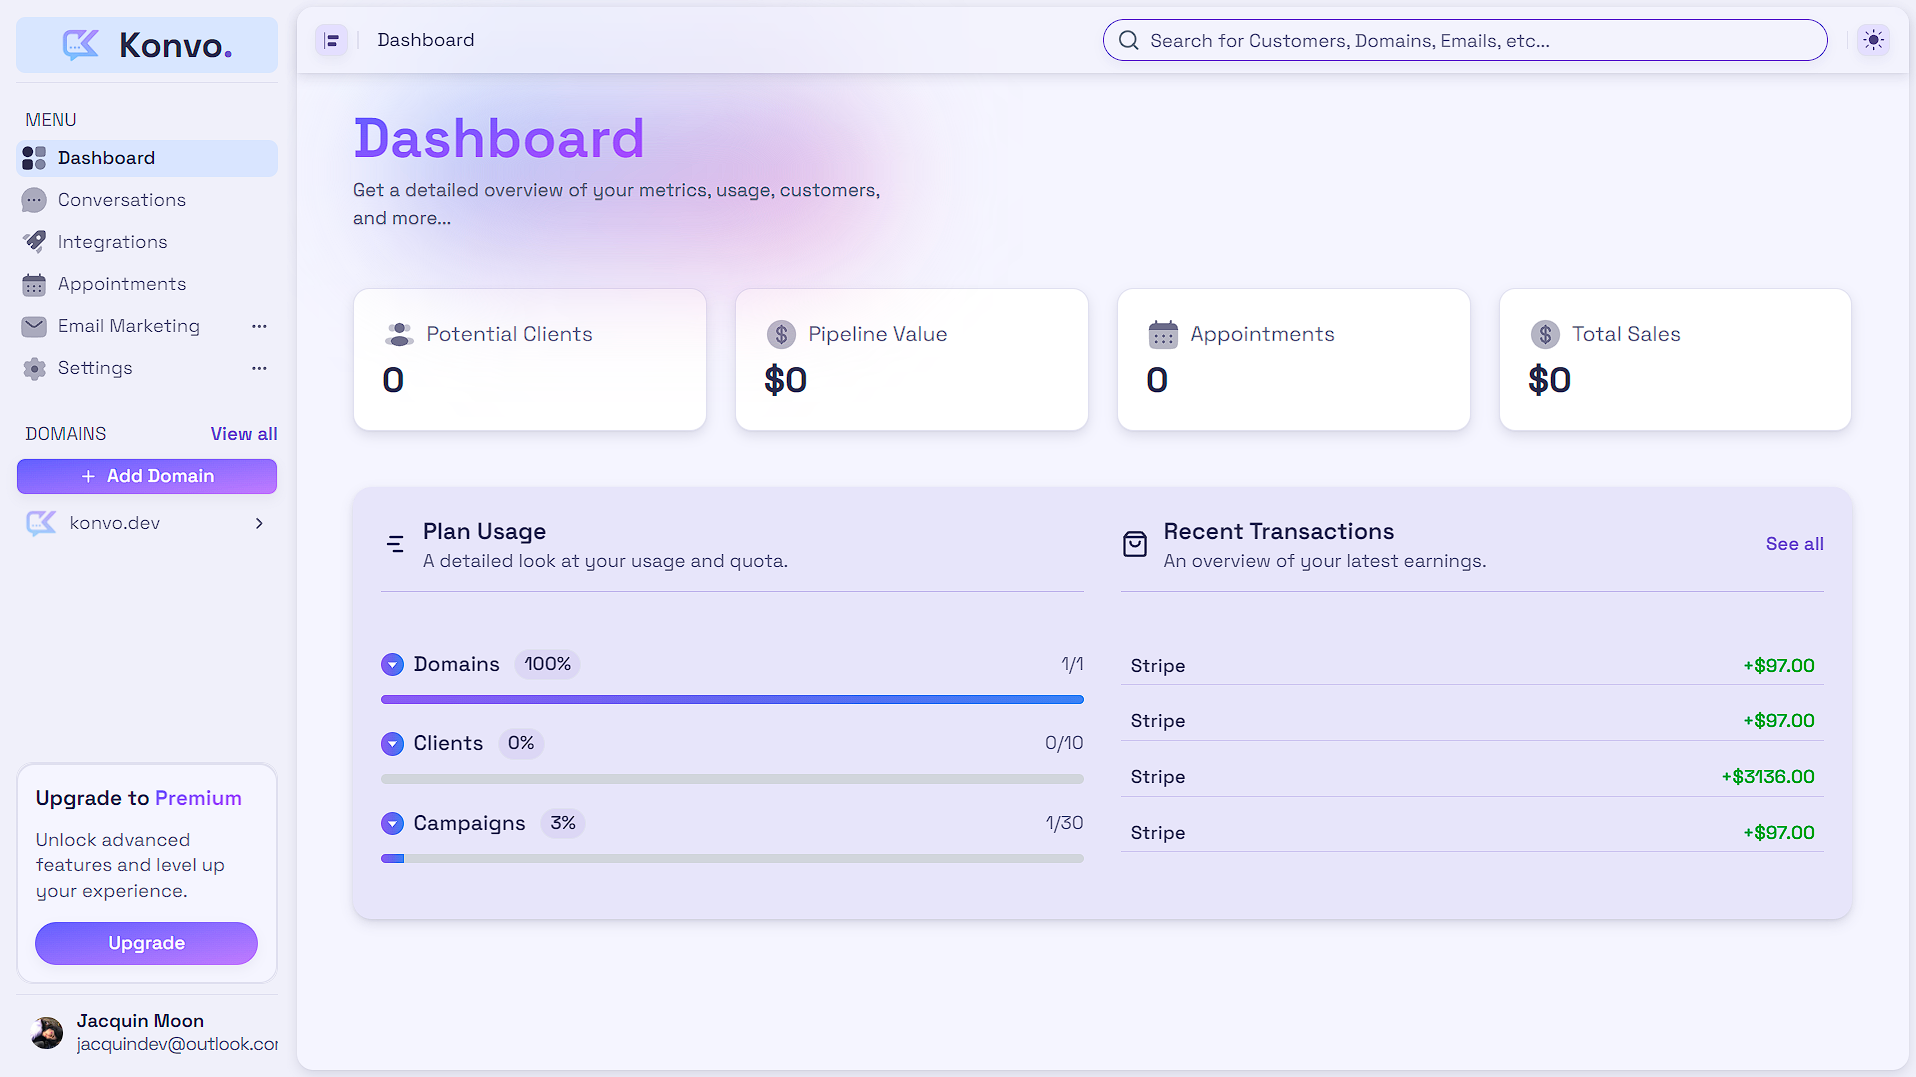 Konvo.
MENU
Dashboard
Conversations
Integrations
Appointments
Email Marketing
Settings
DOMAINS
View all
+ Add Domain
konvo.dev
Upgrade to Premium
Unlock advanced
features and level up
your experience.
Upgrade
Jacquin Moon
jacquindev@outlook.cor
Dashboard
Search for Customers, Domains, Emails, etc...
Dashboard
Get a detailed overview of your metrics, usage, customers,
and more...
Potential Clients
0
Pipeline Value
$0
Appointments
0
Total Sales
$0
Plan Usage
A detailed look at your usage and quota.
Domains 100% 1/1
Clients 0% 0/10
Campaigns 3% 1/30
Recent Transactions
An overview of your latest earnings.
See all
Stripe +$97.00
Stripe +$97.00
Stripe +$3136.00
Stripe +$97.00